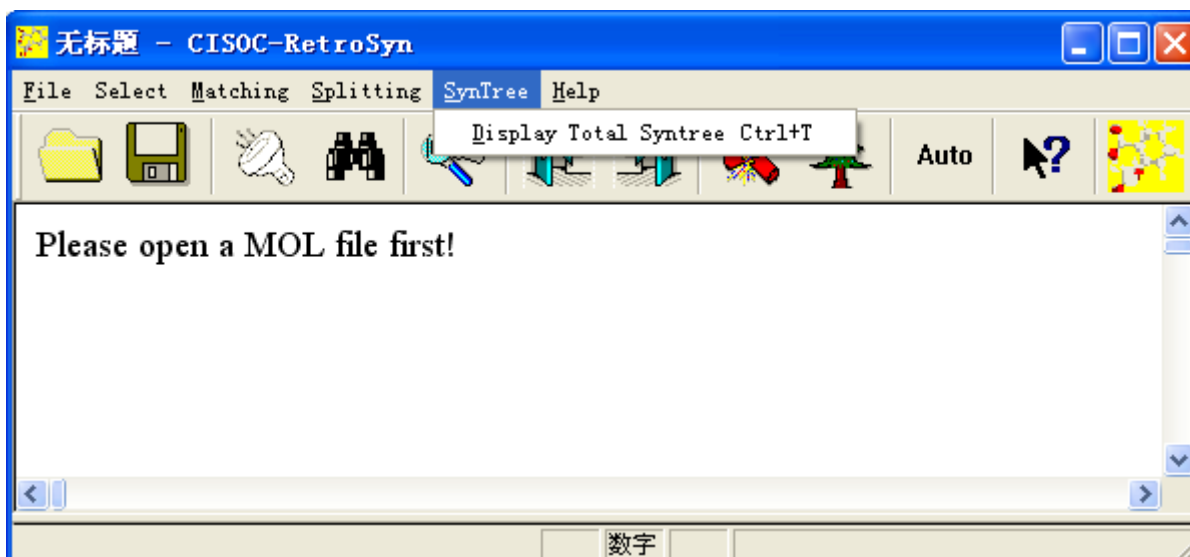 无标题 - CISOC-RetroSyn
File Select Matching Splitting SynTree Help
Display Total Syntree Ctrl+T
Auto
Please open a MOL file first!
数字